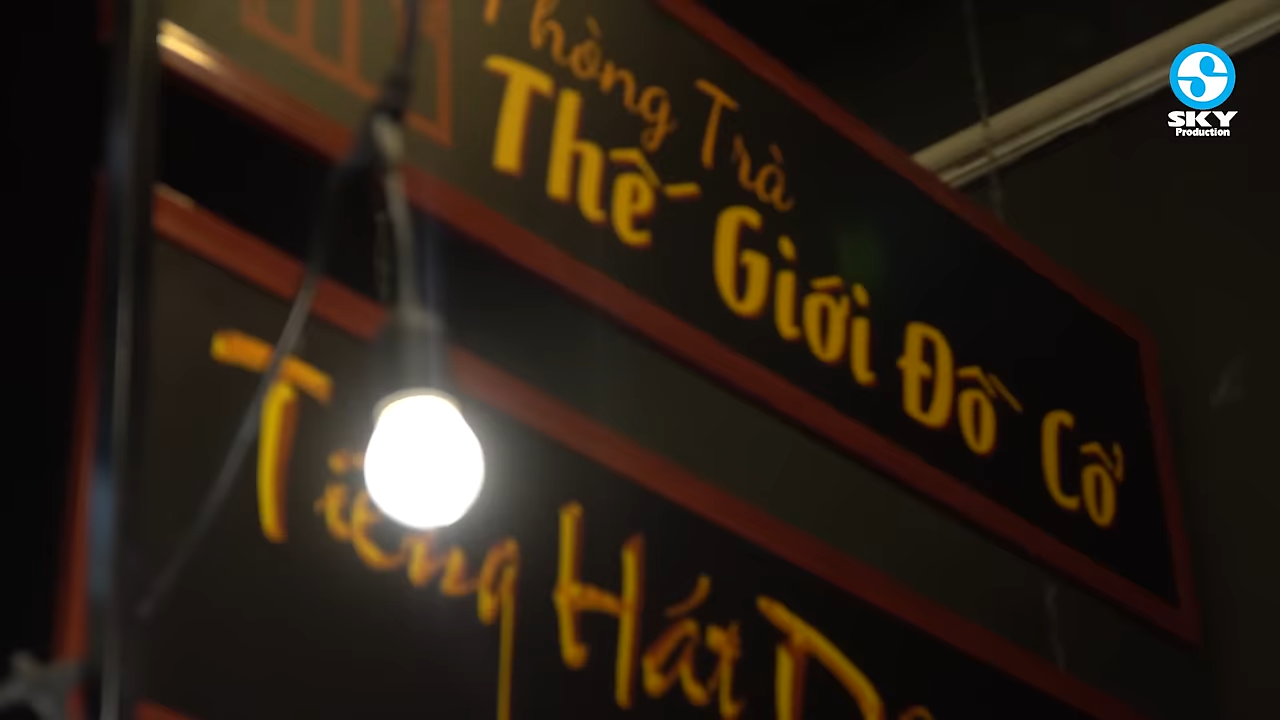 Phòng Trà
Thế Giới Đồ Cổ
Tiếng Hát
SKY
Production